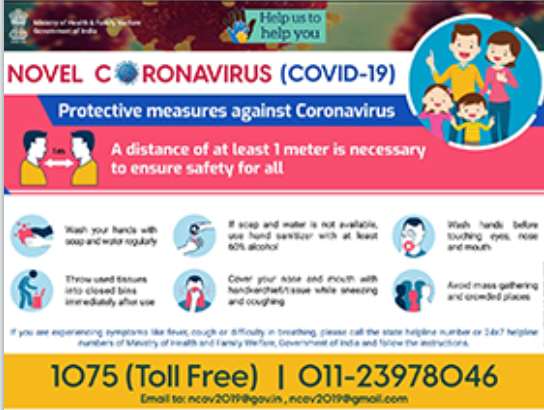 Ministry of Health & Family Welfare
Government of India
Help us to
help you
NOVEL CORONAVIRUS (COVID-19)
Protective measures against Coronavirus
1 m
A distance of at least 1 meter is necessary
to ensure safety for all
Wash your hands with
soap and water regularly
If soap and water is not available,
use hand sanitizer with at least
60% alcohol
Wash hands before
touching eyes, nose
and mouth
Throw used tissues
into closed bins
immediately after use
Cover your nose and mouth with
handkerchief/tissue while sneezing
and coughing
Avoid mass gathering
and crowded places
If you are experiencing symptoms like fever, cough or difficulty in breathing, please call the state helpline number or 24x7 helpline
numbers of Ministry of Health and Family Welfare, Government of India and follow the instructions.
1075 (Toll Free) | 011-23978046
Email to: ncov2019@gov.in , ncov2019@gmail.com